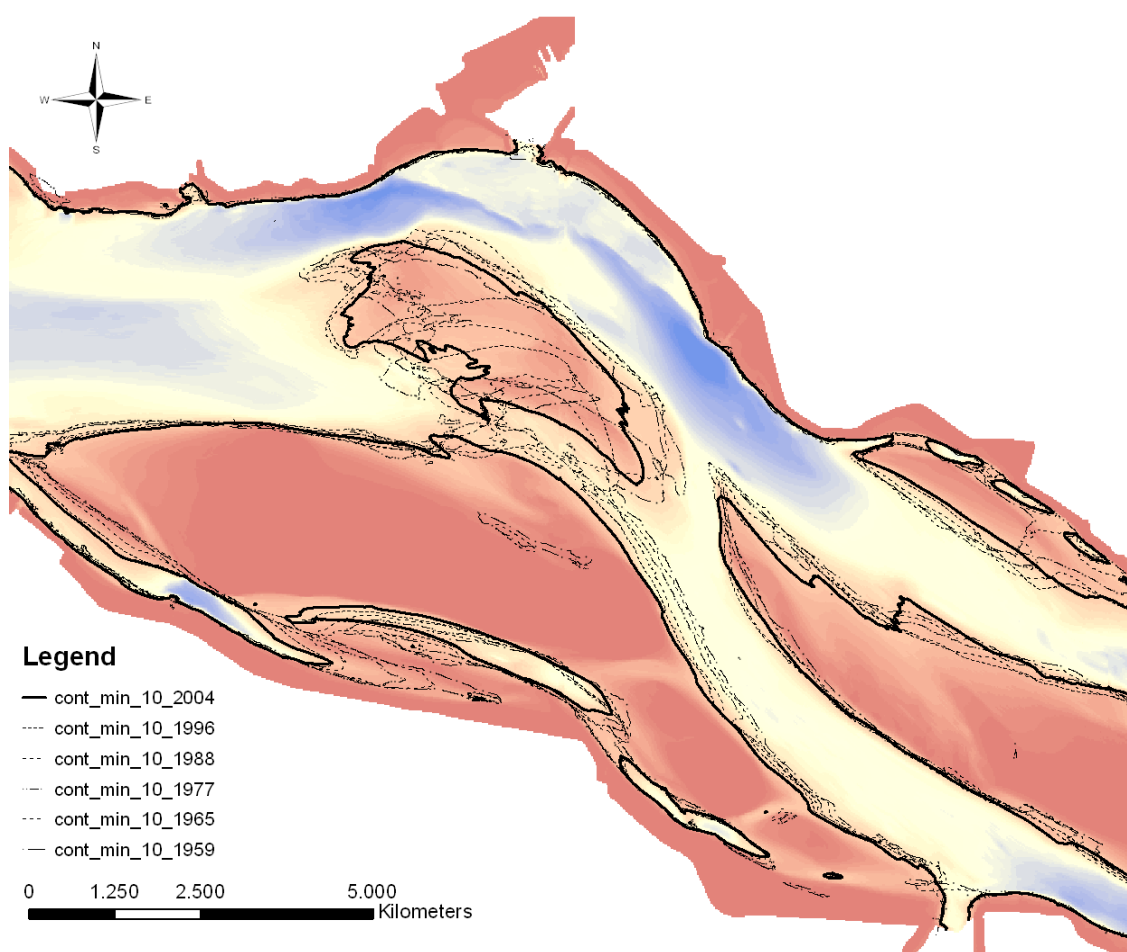 N
W E
S
Legend
cont_min_10_2004
cont_min_10_1996
cont_min_10_1988
cont_min_10_1977
cont_min_10_1965
cont_min_10_1959
0 1.250 2.500 5.000
Kilometers